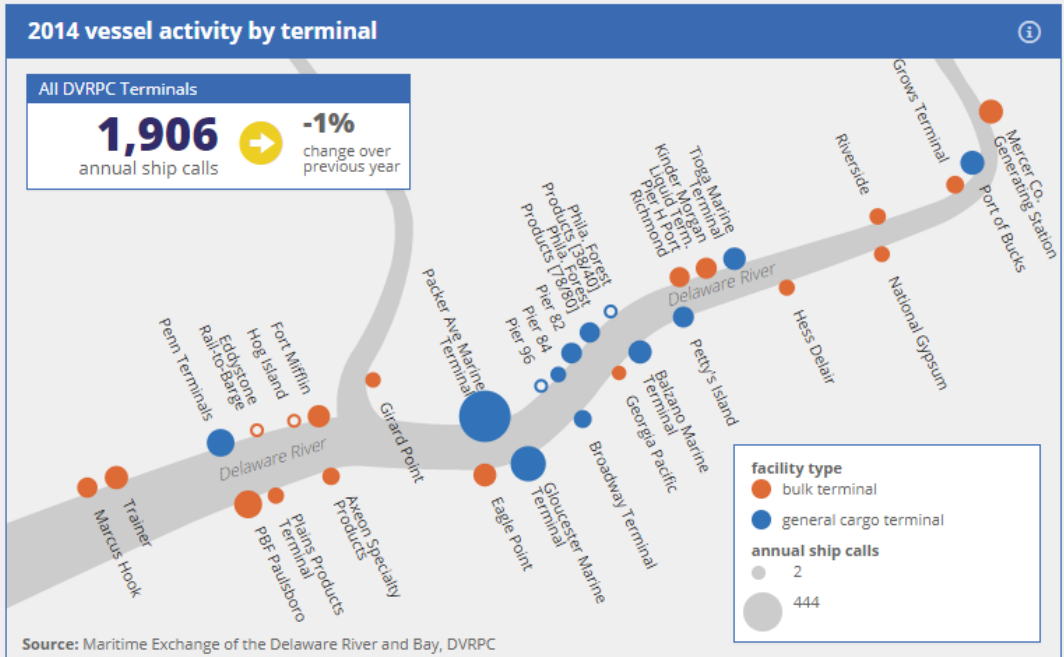 2014 vessel activity by terminal
All DVRPC Terminals
1,906
annual ship calls
-1%
change over
previous year
Grows Terminal
Mercer Co.
Generating Station
Port of Bucks
Riverside
National Gypsum
Hess Delair
Tioga Marine
Terminal
Kinder Morgan
Liquid Term.
Pier H Port
Richmond
Delaware River
Petty's Island
Phila. Forest
Products [38/40]
Phila. Forest
Products [78/80]
Pier 82
Pier 84
Pier 96
Balzano Marine
Terminal
Georgia Pacific
Broadway Terminal
Packer Ave Marine
Terminal
Gloucester Marine
Terminal
Eagle Point
Girard Point
Fort Mifflin
Hog Island
Eddystone
Rail-to-Barge
Penn Terminals
Delaware River
Axeon Specialty
Products
Plains Products
Terminal
PBF Paulsboro
Trainer
Marcus Hook
facility type
bulk terminal
general cargo terminal
annual ship calls
2
444
Source: Maritime Exchange of the Delaware River and Bay, DVRPC